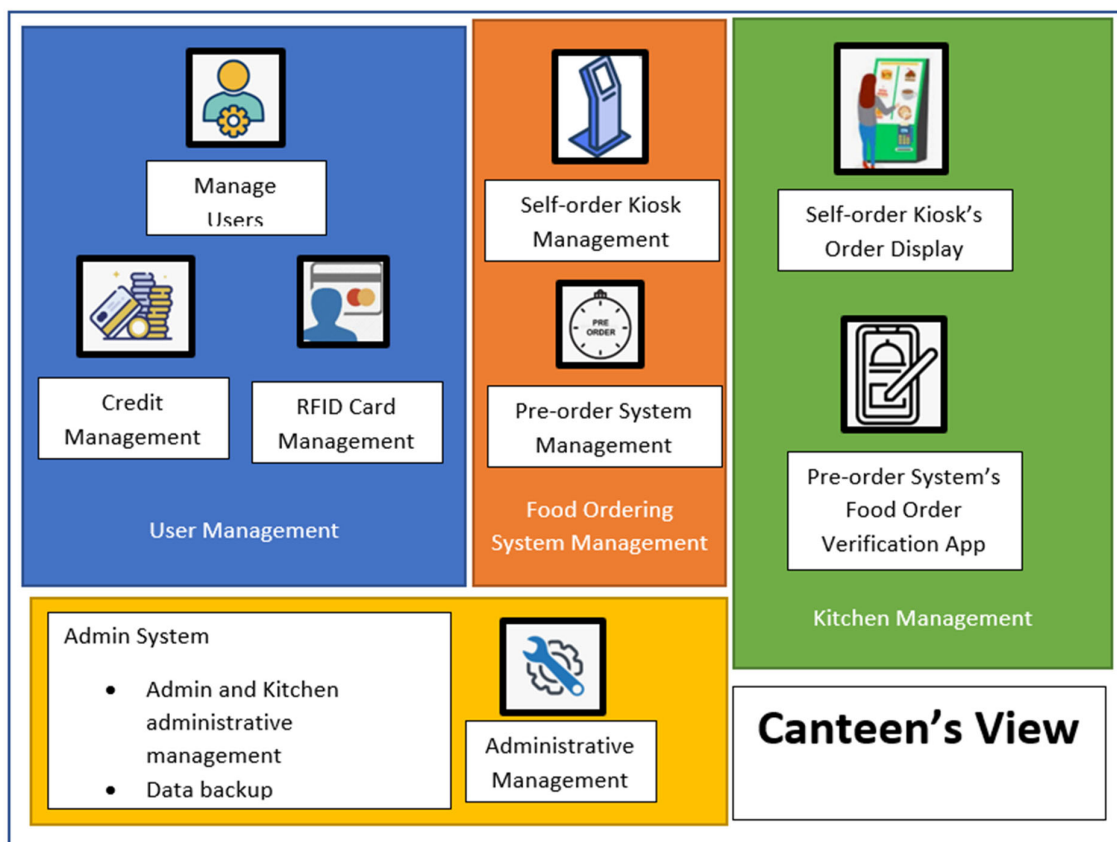 Manage
Users
Credit
Management
RFID Card
Management
User Management
Self-order Kiosk
Management
PRE
ORDER
Pre-order System
Management
Food Ordering
System Management
Self-order Kiosk’s
Order Display
Pre-order System’s
Food Order
Verification App
Kitchen Management
Admin System
• Admin and Kitchen
administrative
management
• Data backup
Administrative
Management
Canteen’s View